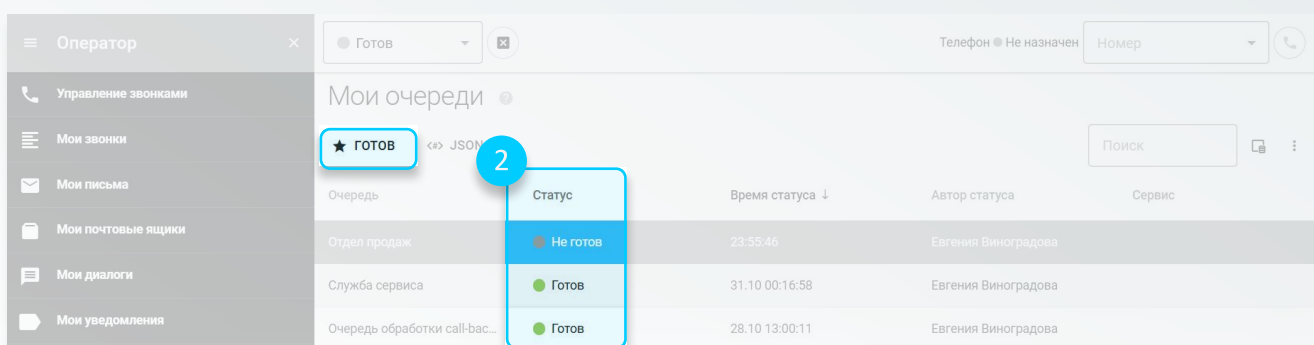 Оператор
Готов
Телефон Не назначен
Номер
Управление звонками
Мои звонки
Мои письма
Мои почтовые ящики
Мои диалоги
Мои уведомления
Мои очереди
ГОТОВ
JSON
2
Поиск
Очередь Статус Время статуса ↓ Автор статуса Сервис
Отдел продаж Не готов 23:55:46 Евгения Виноградова
Служба сервиса Готов 31.10 00:16:58 Евгения Виноградова
Очередь обработки call-bac... Готов 28.10 13:00:11 Евгения Виноградова